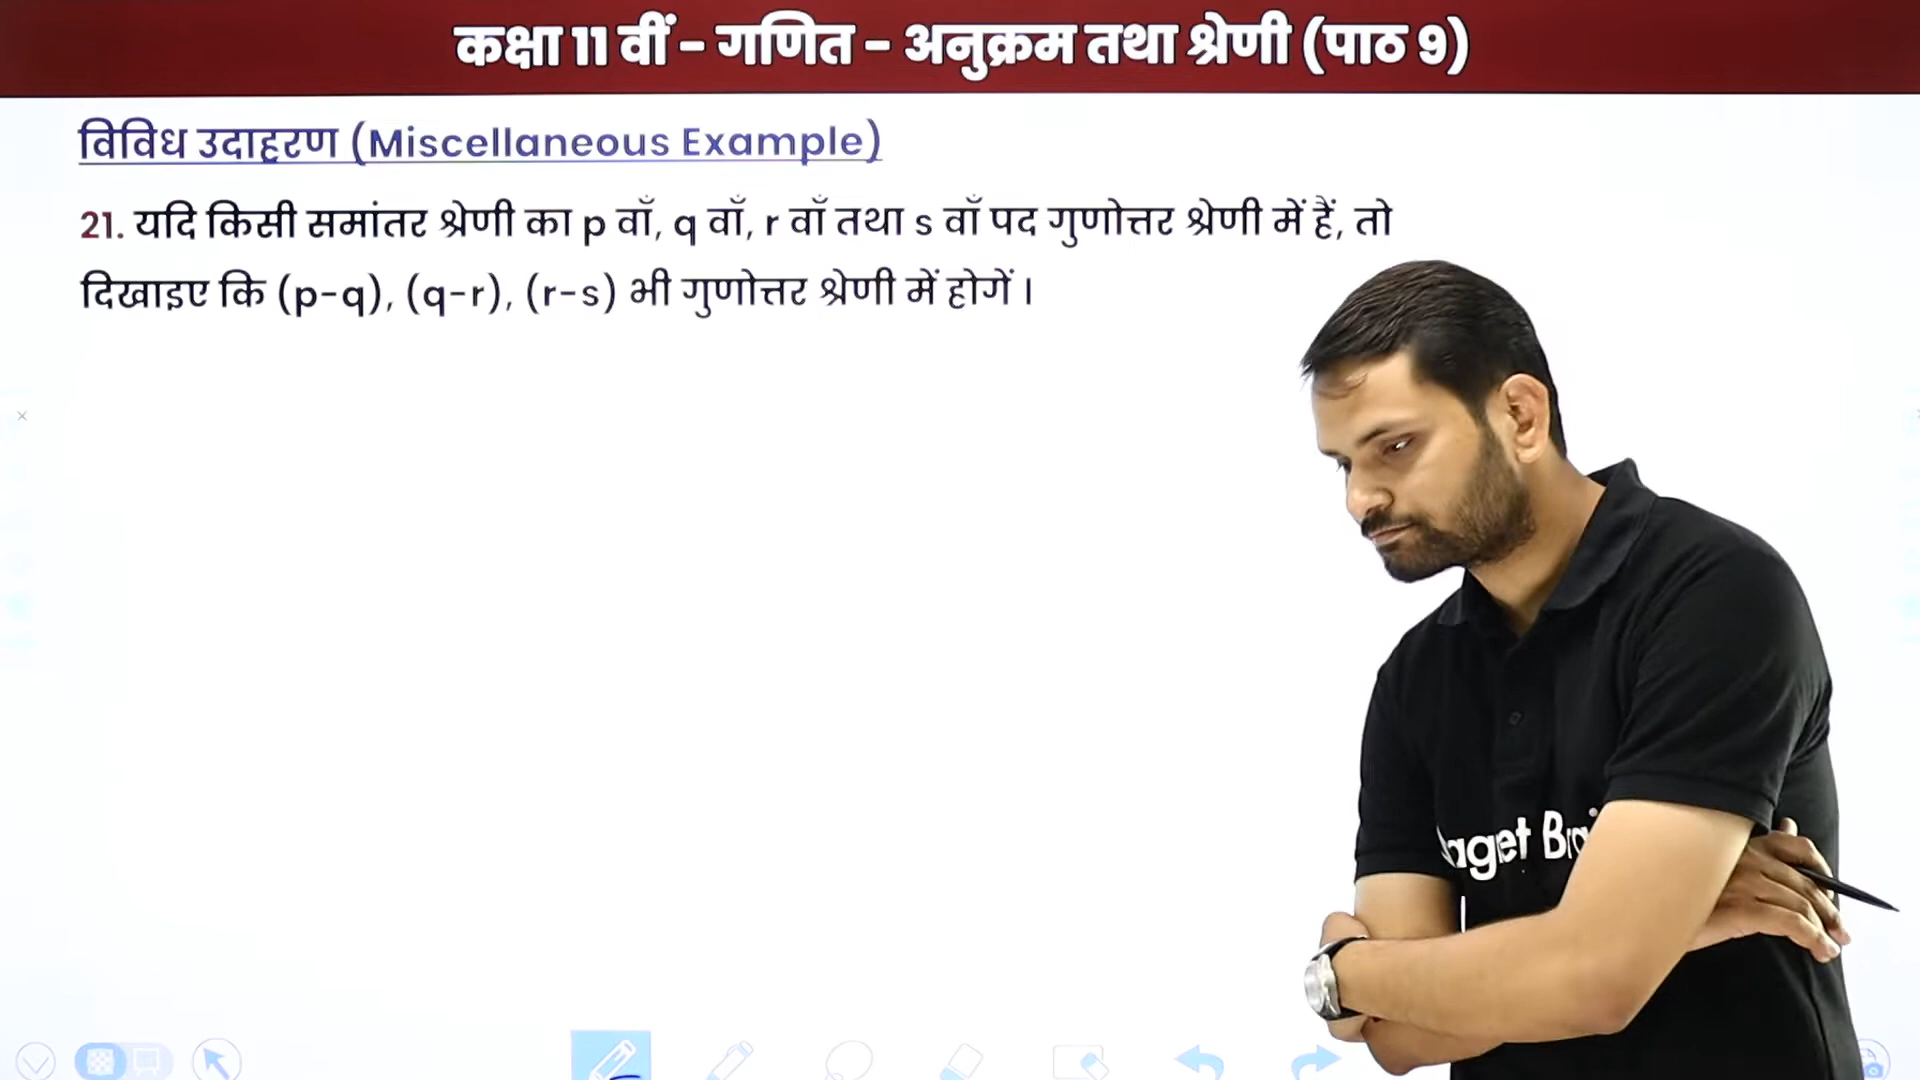 कक्षा 11 वीं - गणित - अनुक्रम तथा श्रेणी (पाठ 9)
विविध उदाहरण (Miscellaneous Example)
21. यदि किसी समांतर श्रेणी का p वाँ, q वाँ, r वाँ तथा s वाँ पद गुणोत्तर श्रेणी में हैं, तो
दिखाइए कि (p-q), (q-r), (r-s) भी गुणोत्तर श्रेणी में होगें ।